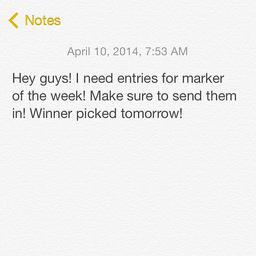 Notes
April 10, 2014, 7:53 AM
Hey guys! I need entries for marker
of the week! Make sure to send them
in! Winner picked tomorrow!